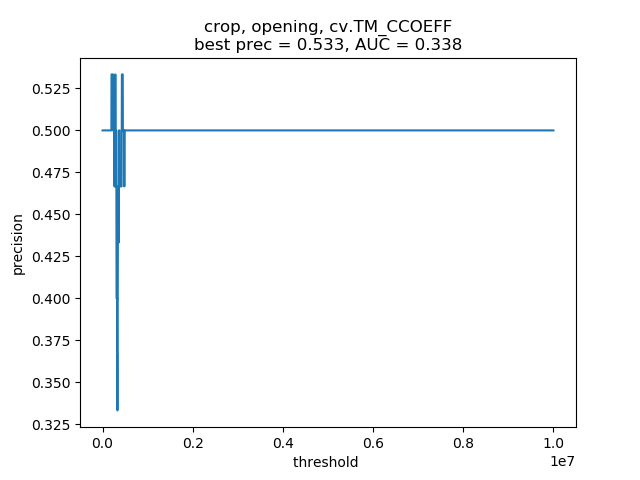 crop, opening, cv.TM_CCOEFF
best prec = 0.533, AUC = 0.338
0.525
0.500
0.475
0.450
0.425
0.400
0.375
0.350
0.325
precision
0.0 0.2 0.4 0.6 0.8 1.0
1e7
threshold